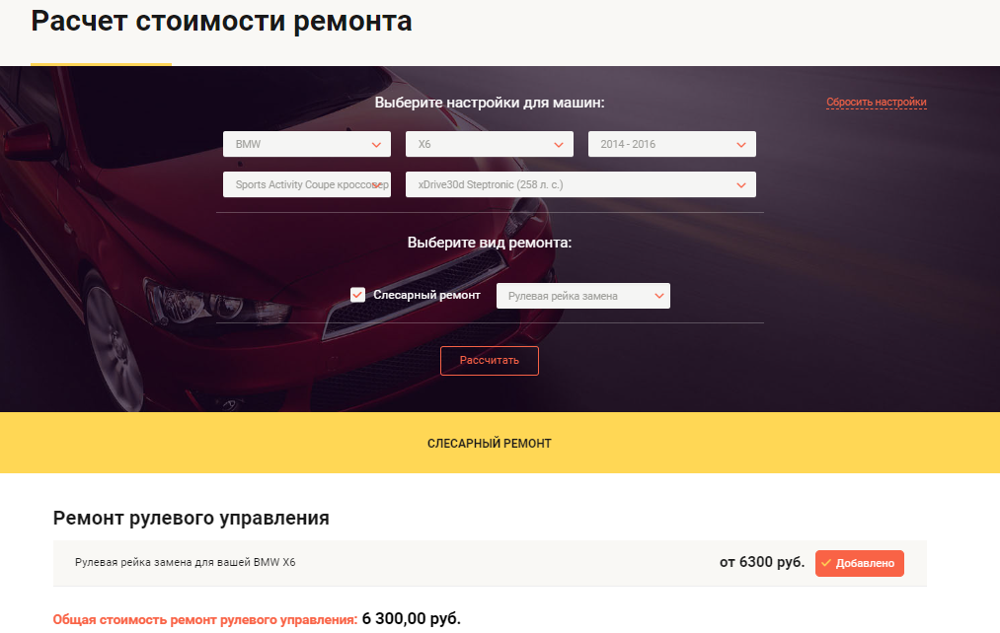 Расчет стоимости ремонта
Выберите настройки для машин:
Сбросить настройки
BMW
X6
2014 - 2016
Sports Activity Coupe кроссовер
xDrive30d Steptronic (258 л. с.)
Выберите вид ремонта:
Слесарный ремонт
Рулевая рейка замена
Рассчитать
СЛЕСАРНЫЙ РЕМОНТ
Ремонт рулевого управления
Рулевая рейка замена для вашей BMW X6
от 6300 руб.
Добавлено
Общая стоимость ремонт рулевого управления: 6 300,00 руб.